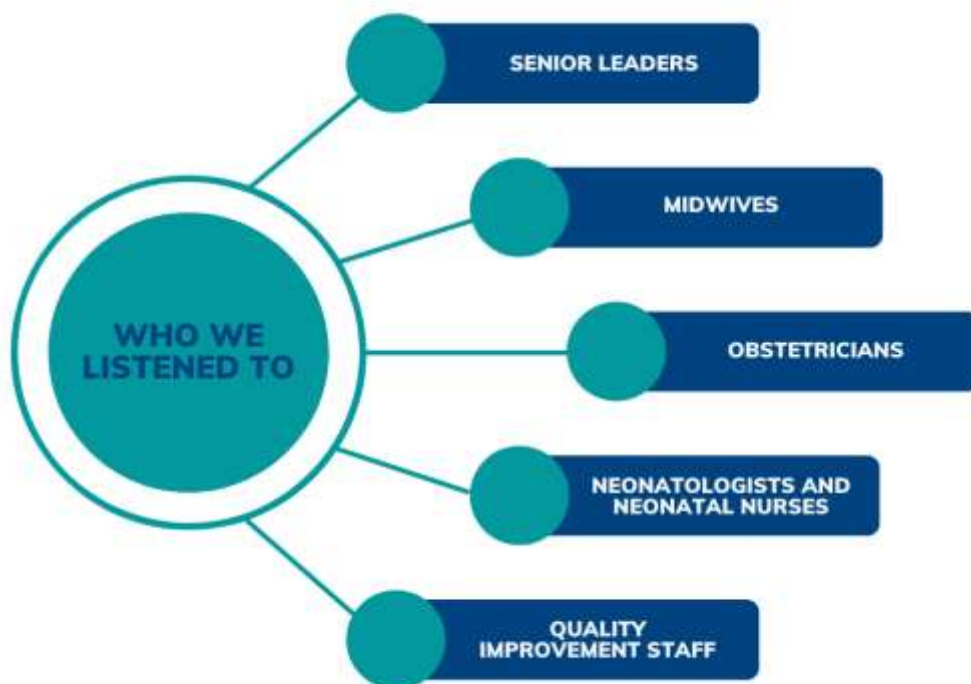 SENIOR LEADERS
MIDWIVES
WHO WE
LISTENED TO
OBSTETRICIANS
NEONATOLOGISTS AND
NEONATAL NURSES
QUALITY
IMPROVEMENT STAFF